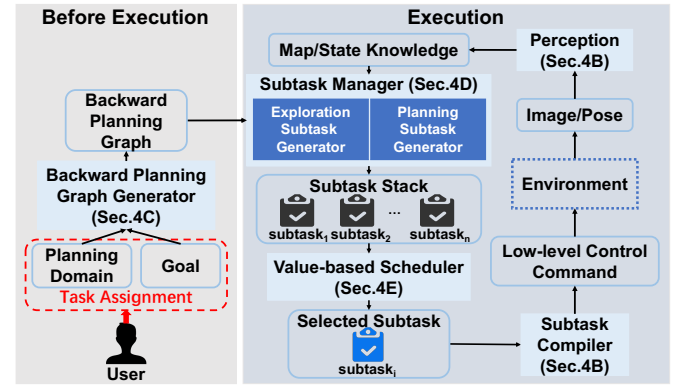 Before Execution
Backward
Planning
Graph
Backward Planning
Graph Generator
(Sec.4C)
Planning
Domain
Goal
Task Assignment
User
Execution
Map/State Knowledge
Subtask Manager (Sec.4D)
Exploration
Subtask
Generator
Planning
Subtask
Generator
Subtask Stack
...
subtask1 subtask2 subtaskn
Value-based Scheduler
(Sec.4E)
Selected Subtask
subtaski
Perception
(Sec.4B)
Image/Pose
Environment
Low-level Control
Command
Subtask
Compiler
(Sec.4B)